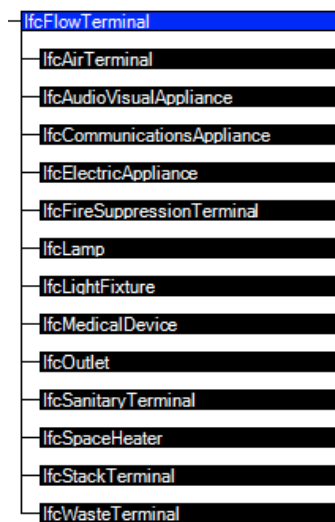 IfcFlowTerminal
IfcAirTerminal
IfcAudioVisualAppliance
IfcCommunicationsAppliance
IfcElectricAppliance
IfcFireSuppressionTerminal
IfcLamp
IfcLightFixture
IfcMedicalDevice
IfcOutlet
IfcSanitaryTerminal
IfcSpaceHeater
IfcStackTerminal
IfcWasteTerminal